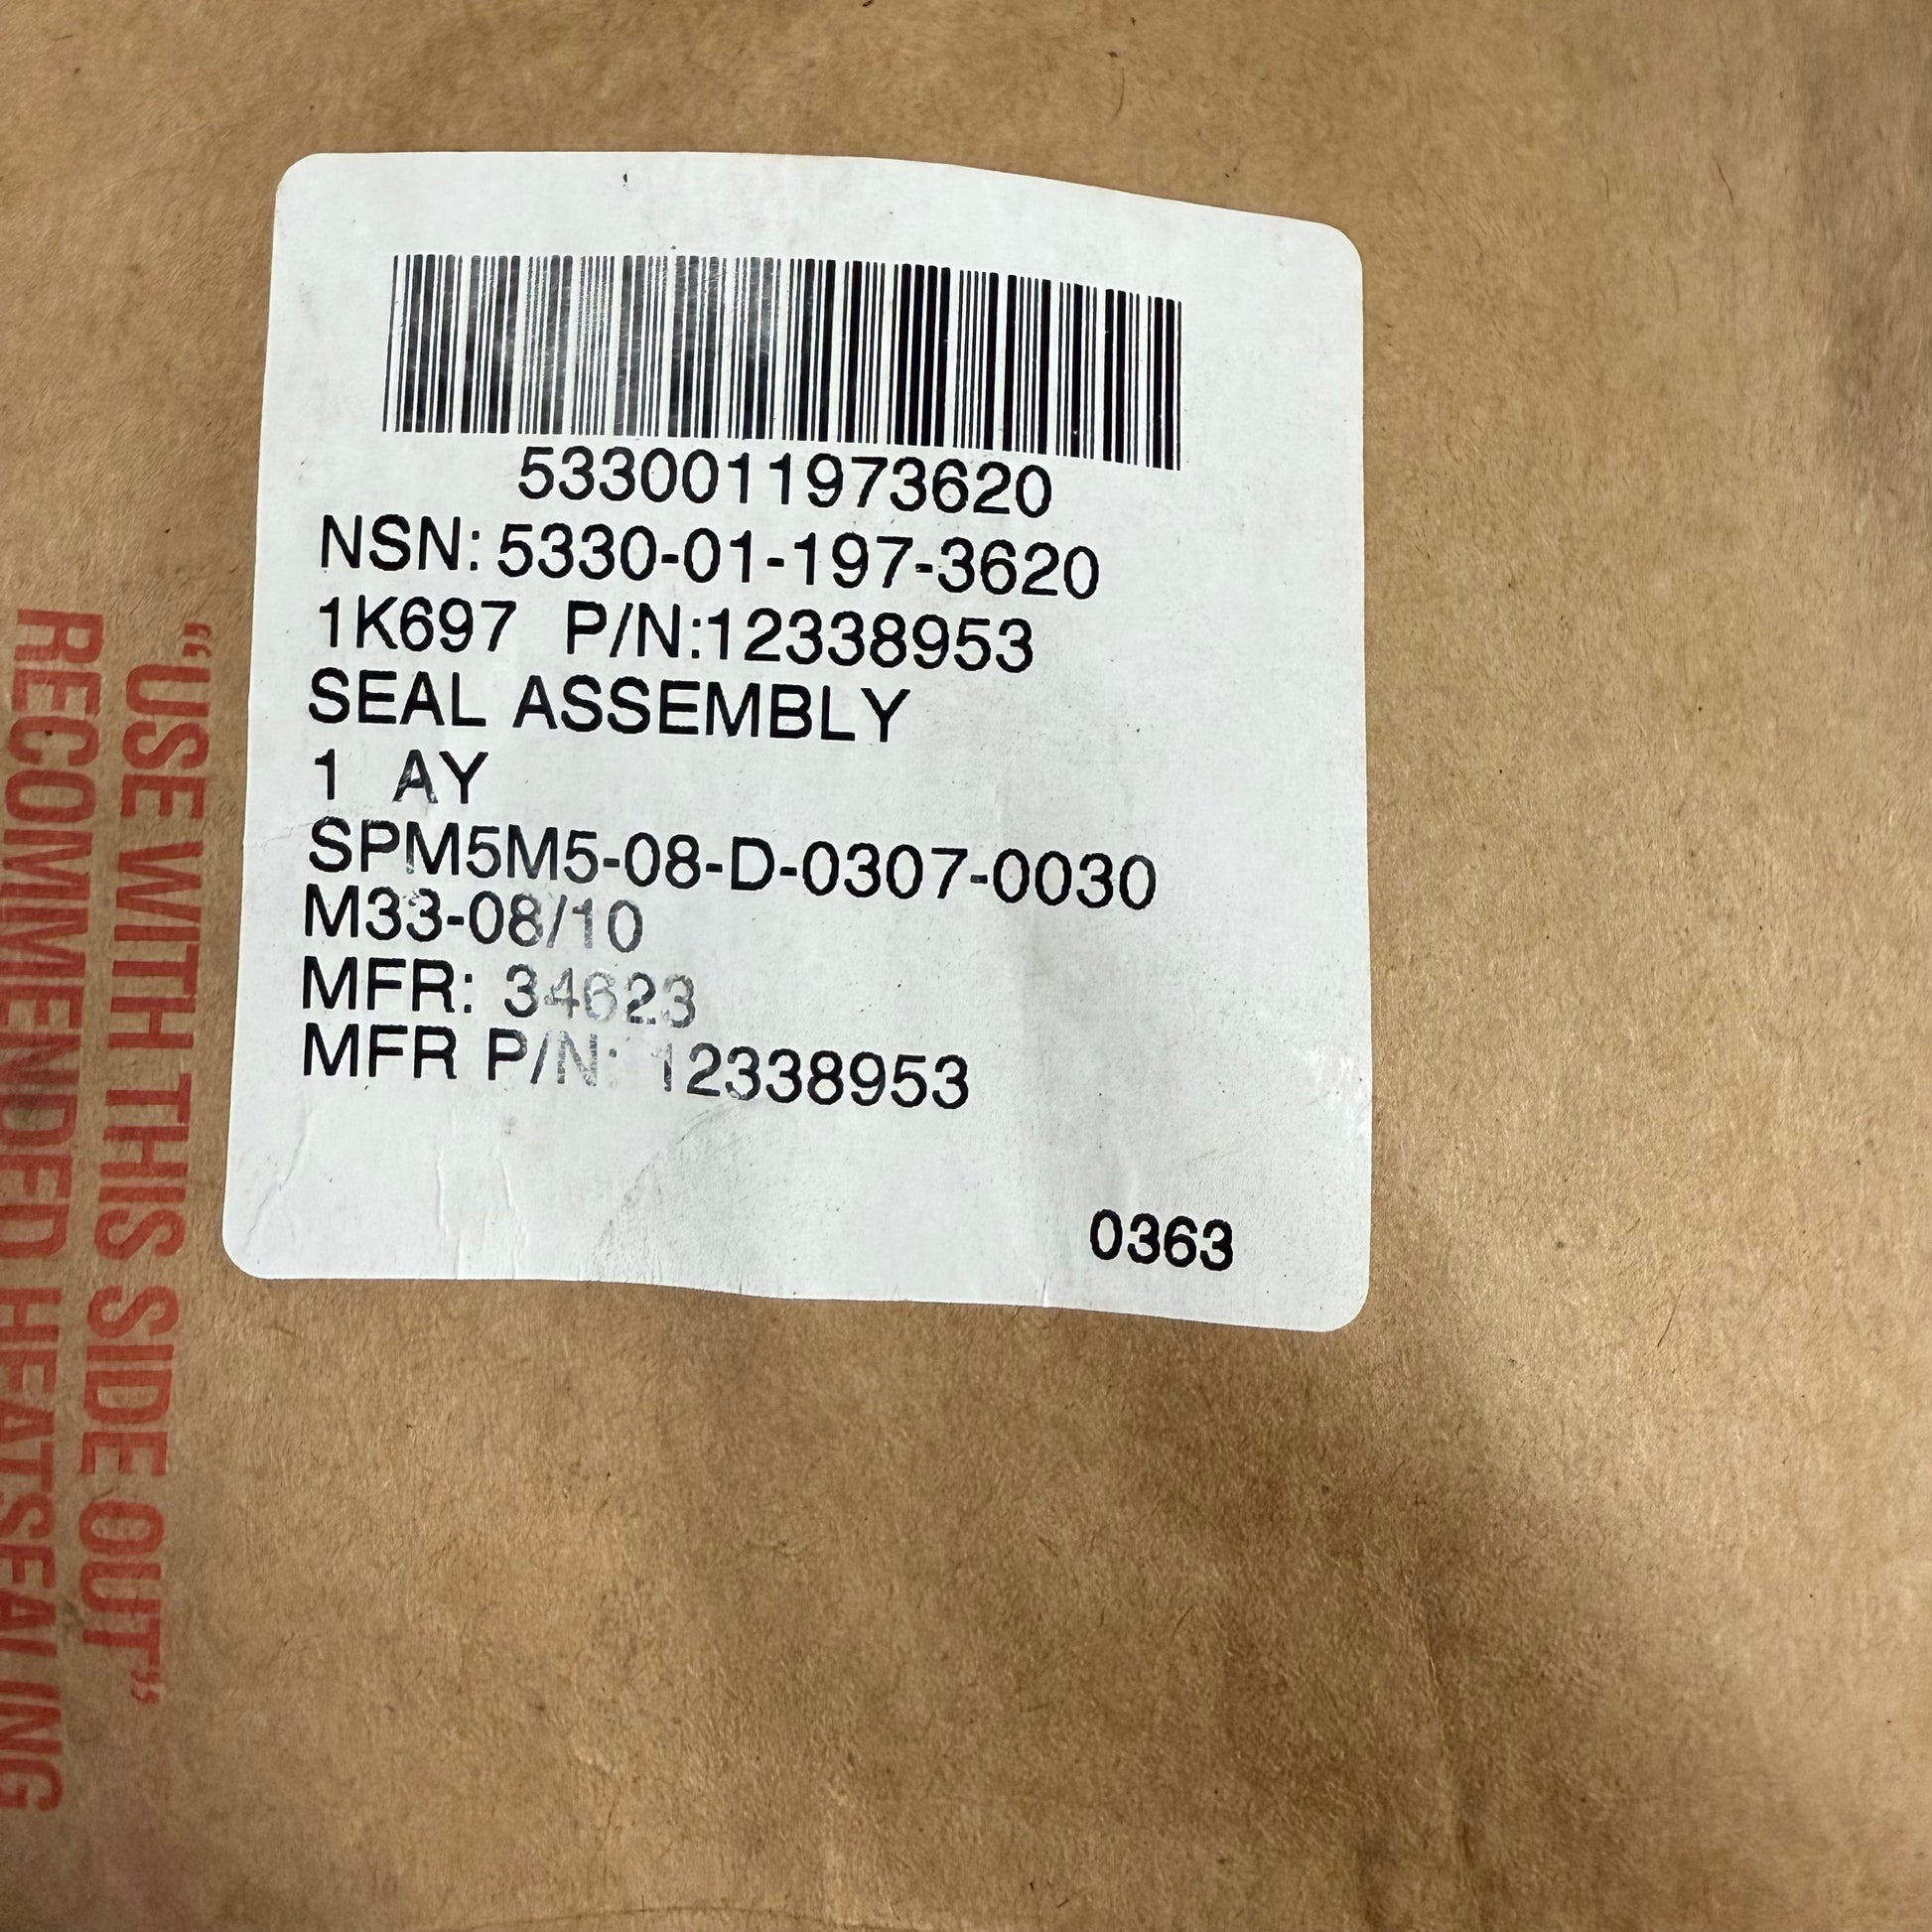 5330011973620
NSN: 5330-01-197-3620
1K697 P/N:12338953
SEAL ASSEMBLY
1 AY
SPM5M5-08-D-0307-0030
M33-08/10
MFR: 34623
MFR P/N: 12338953
0363
"USE WITH THIS SIDE OUT"
RECOMMENDED HEATSEALING